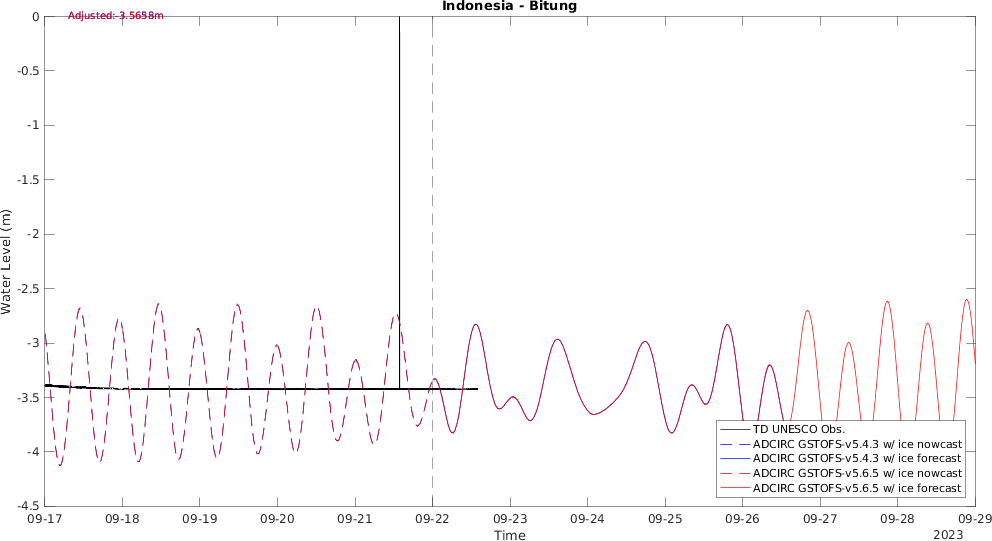 Indonesia - Bitung
Adjusted:-3.5658m
0
-0.5
-1
-1.5
-2
-2.5
-3
-3.5
-4
-4.5
Water Level (m)
TD UNESCO Obs.
ADCIRC GSTOFS-v5.4.3 w/ ice nowcast
ADCIRC GSTOFS-v5.4.3 w/ ice forecast
ADCIRC GSTOFS-v5.6.5 w/ ice nowcast
ADCIRC GSTOFS-v5.6.5 w/ ice forecast
09-17 09-18 09-19 09-20 09-21 09-22 09-23 09-24 09-25 09-26 09-27 09-28 09-29
Time
2023